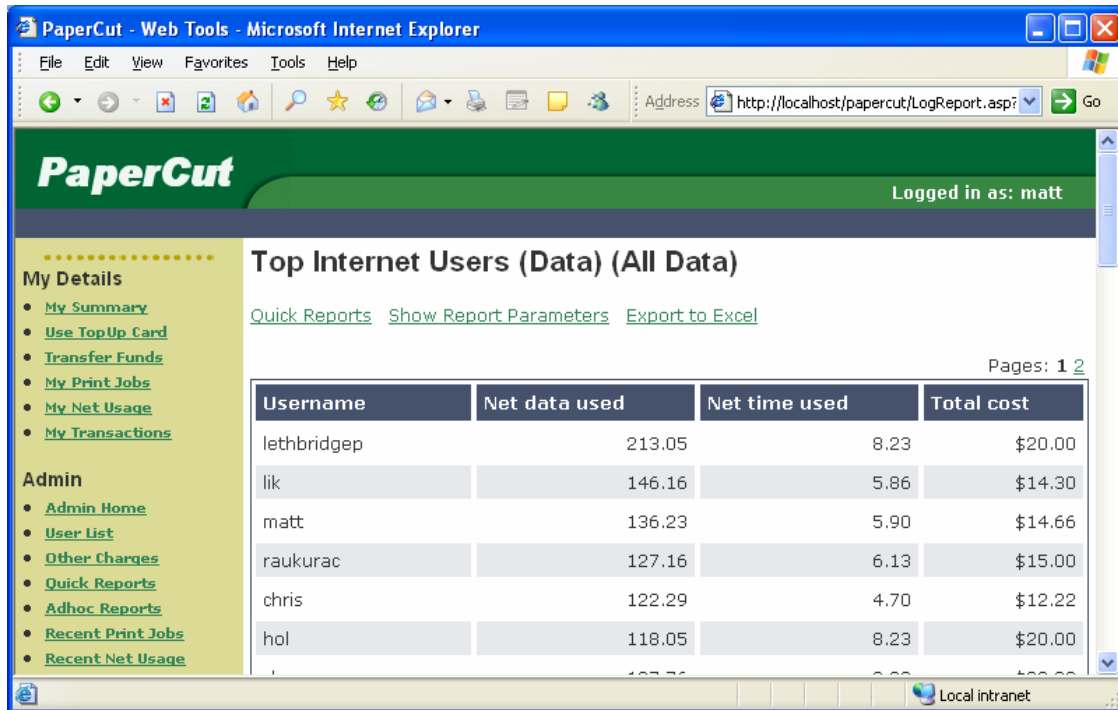 PaperCut - Web Tools - Microsoft Internet Explorer
File Edit View Favorites Tools Help
Address http://localhost/papercut/LogReport.asp? Go
PaperCut
Logged in as: matt
My Details
My Summary
Use TopUp Card
Transfer Funds
My Print Jobs
My Net Usage
My Transactions
Admin
Admin Home
User List
Other Charges
Quick Reports
Adhoc Reports
Recent Print Jobs
Recent Net Usage
Top Internet Users (Data) (All Data)
Quick Reports Show Report Parameters Export to Excel
Pages: 1 2
Username Net data used Net time used Total cost
lethbridgep 213.05 8.23 $20.00
lik 146.16 5.86 $14.30
matt 136.23 5.90 $14.66
raukurac 127.16 6.13 $15.00
chris 122.29 4.70 $12.22
hol 118.05 8.23 $20.00
Local intranet